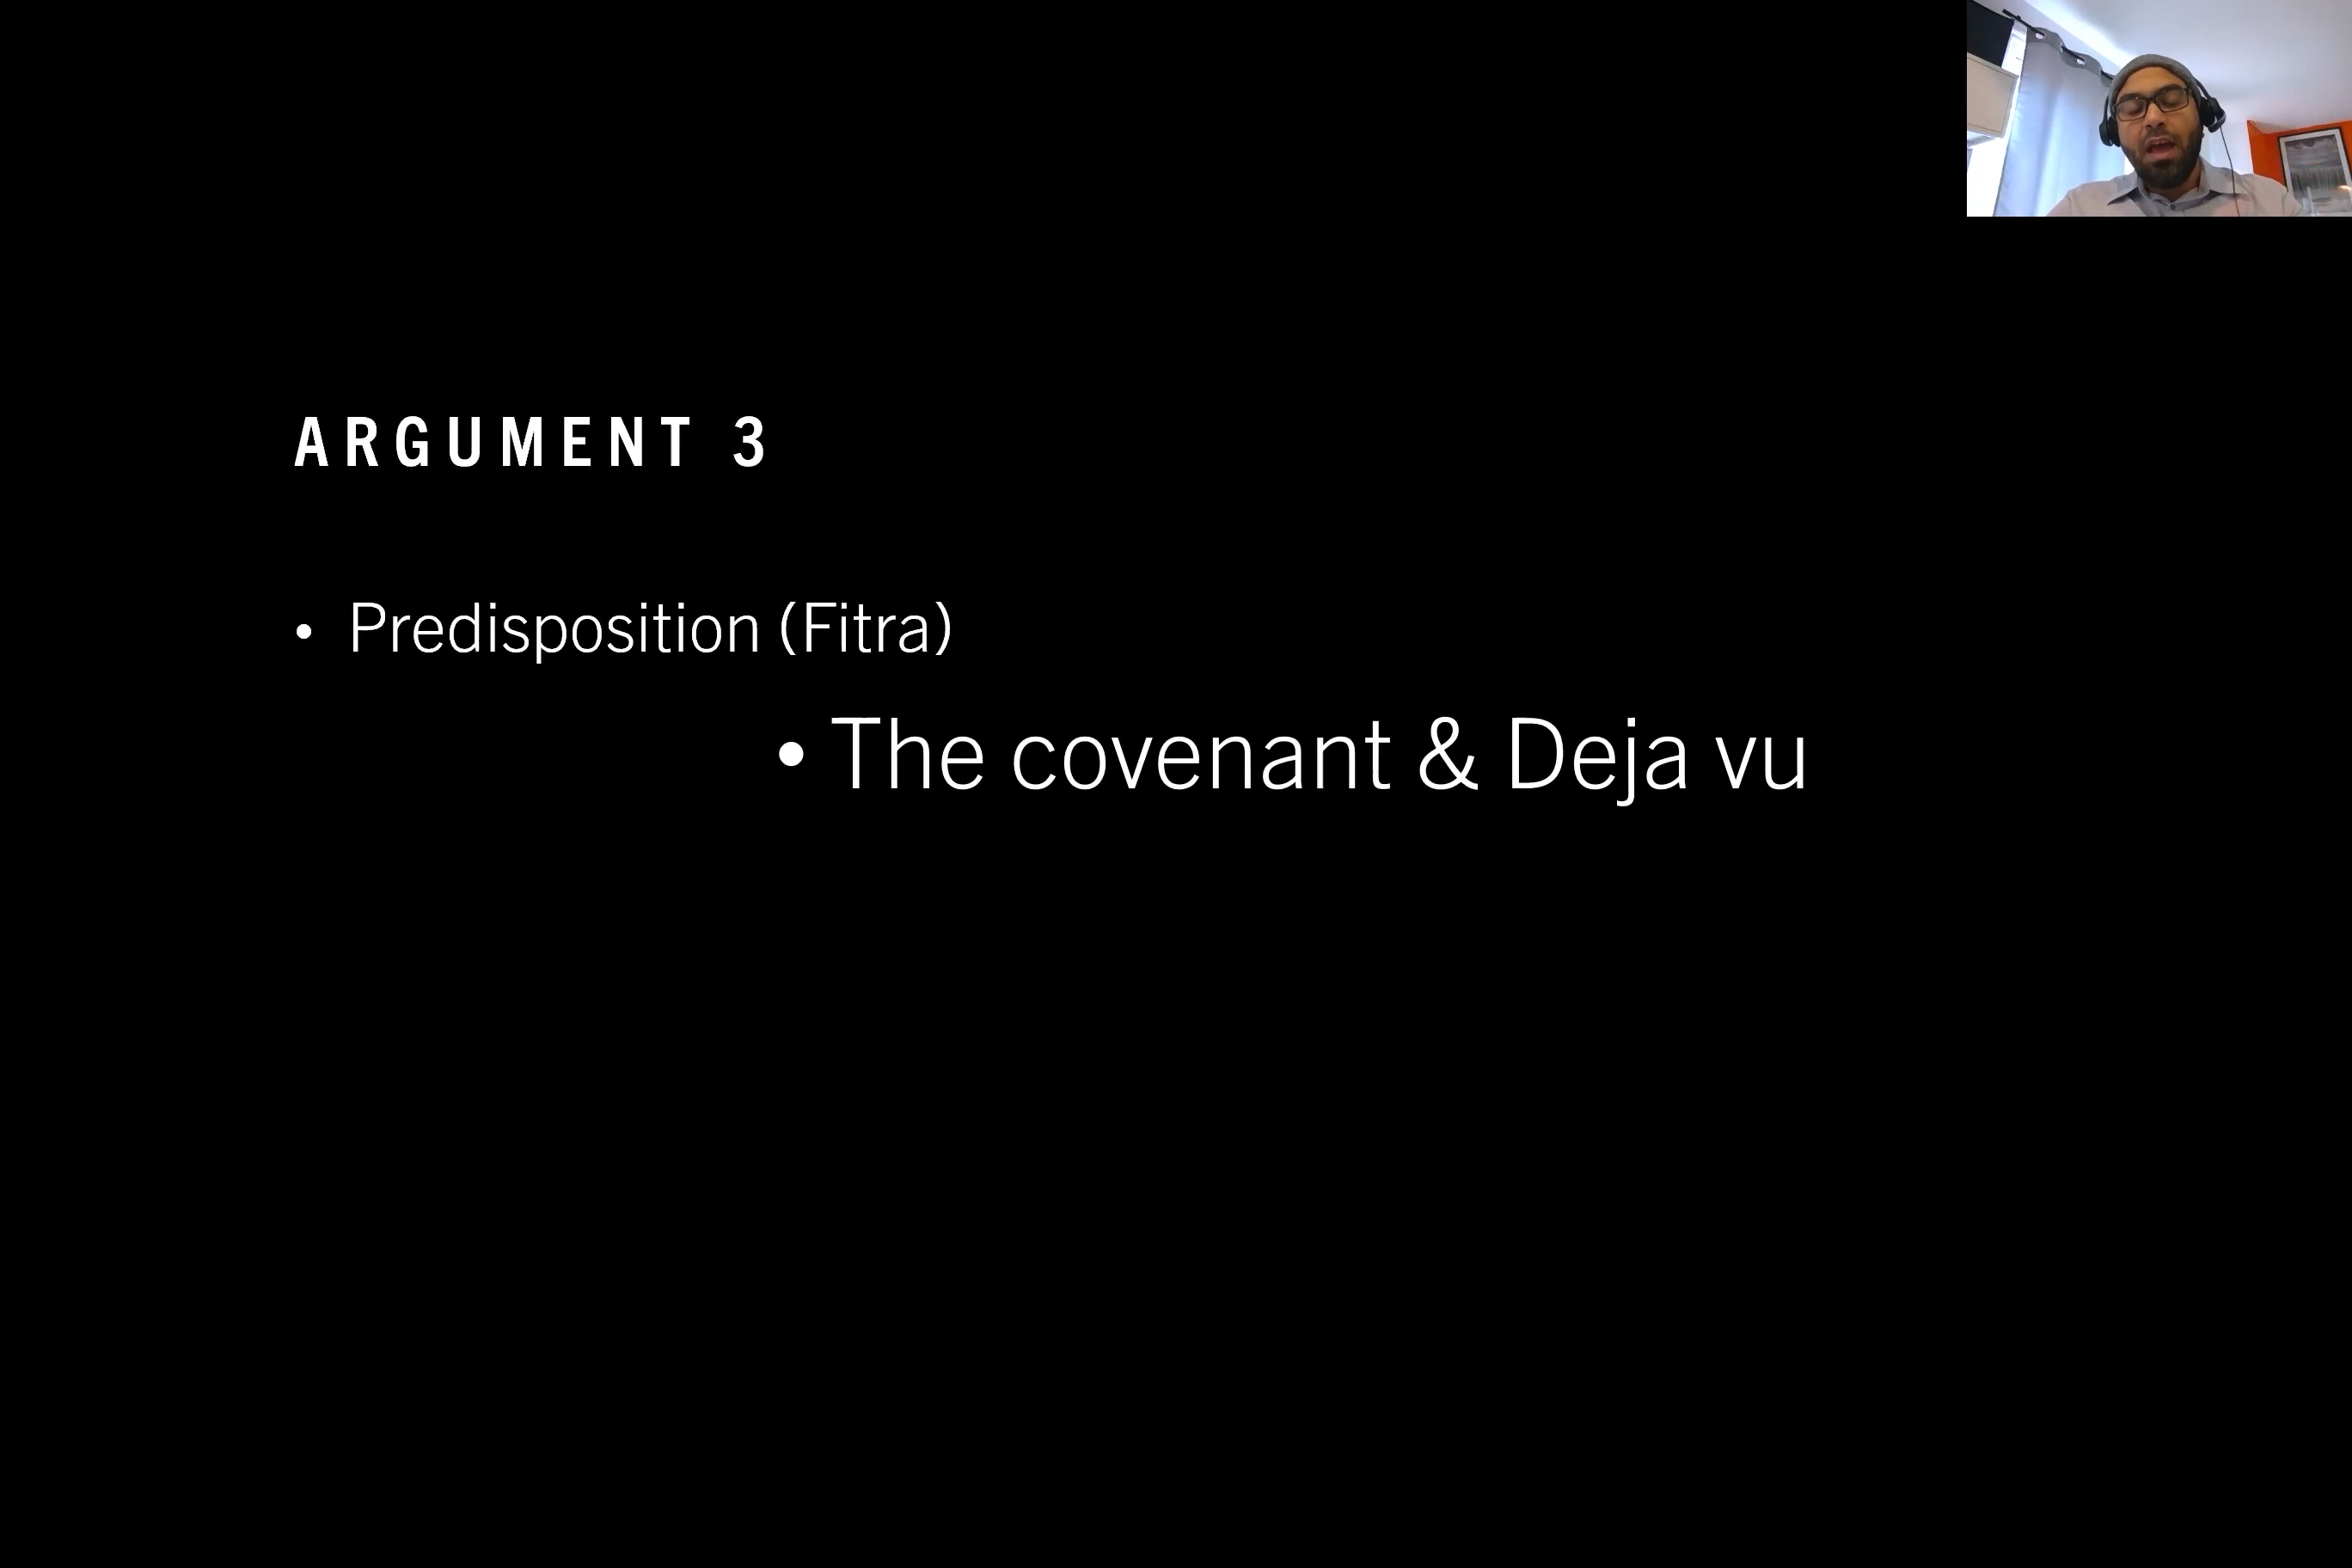 ARGUMENT 3
• Predisposition (Fitra)
• The covenant & Deja vu